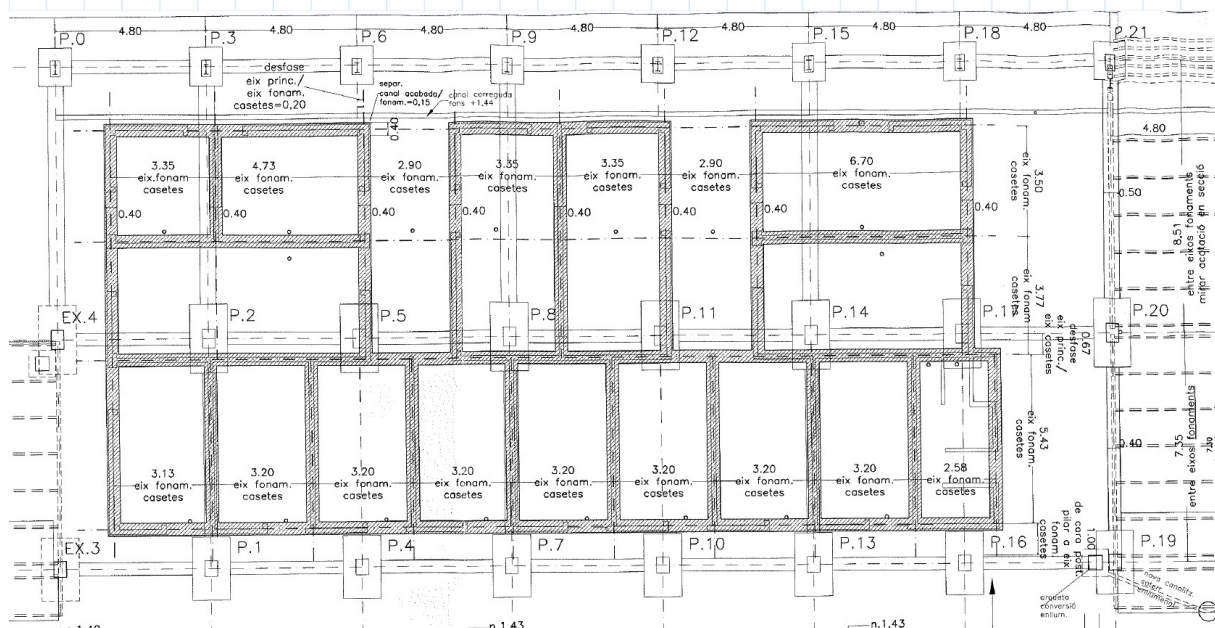 4.80
4.80
4.80
4.80
4.80
4.80
P.0
P.3
P.6
P.9
P.12
P.15
P.18
P.21
desfase
eix princ./
eix fonam.
casetes=0,20
separ.
canal acabada/
fonam.=0,15
canal correguda
fans +1,44
0.40
4.80
3.35
eix.fonam
casetes
4.73
eix fonam.
casetes
2.90
eix fonam.
casetes
3.35
eix fonam.
casetes
3.35
eix fonam.
casetes
2.90
eix fonam.
casetes
6.70
eix fonam.
casetes
3.50
eix fonam.
casetes
0.50
0.40
0.40
0.40
0.40
0.40
0.40
8.51
entre eixos fonaments
mirar acotació en secció
3.77
eix fonam
casetes
EX.4
P.2
P.5
P.8
P.11
P.14
P.17
P.20
0.67
desfase
eix princ./
eix casetes
5.43
eix fonam.
casetes
0.40
7.35
entre eixos fonaments
3.13
eix fonam.
casetes
3.20
eix fonam.
casetes
3.20
eix fonam.
casetes
3.20
eix fonam.
casetes
3.20
eix fonam.
casetes
3.20
eix fonam.
casetes
3.20
eix fonam.
casetes
3.20
eix fonam.
casetes
2.58
eix fonam.
casetes
EX.3
P.1
P.4
P.7
P.10
P.13
P.16
P.19
1.00
de cara post.
pilar a eix
fonam
casetes
arqueta
conversió
enllum.
nova canalitz.
soterr.
enllumenat
n.1,43
n.1,43